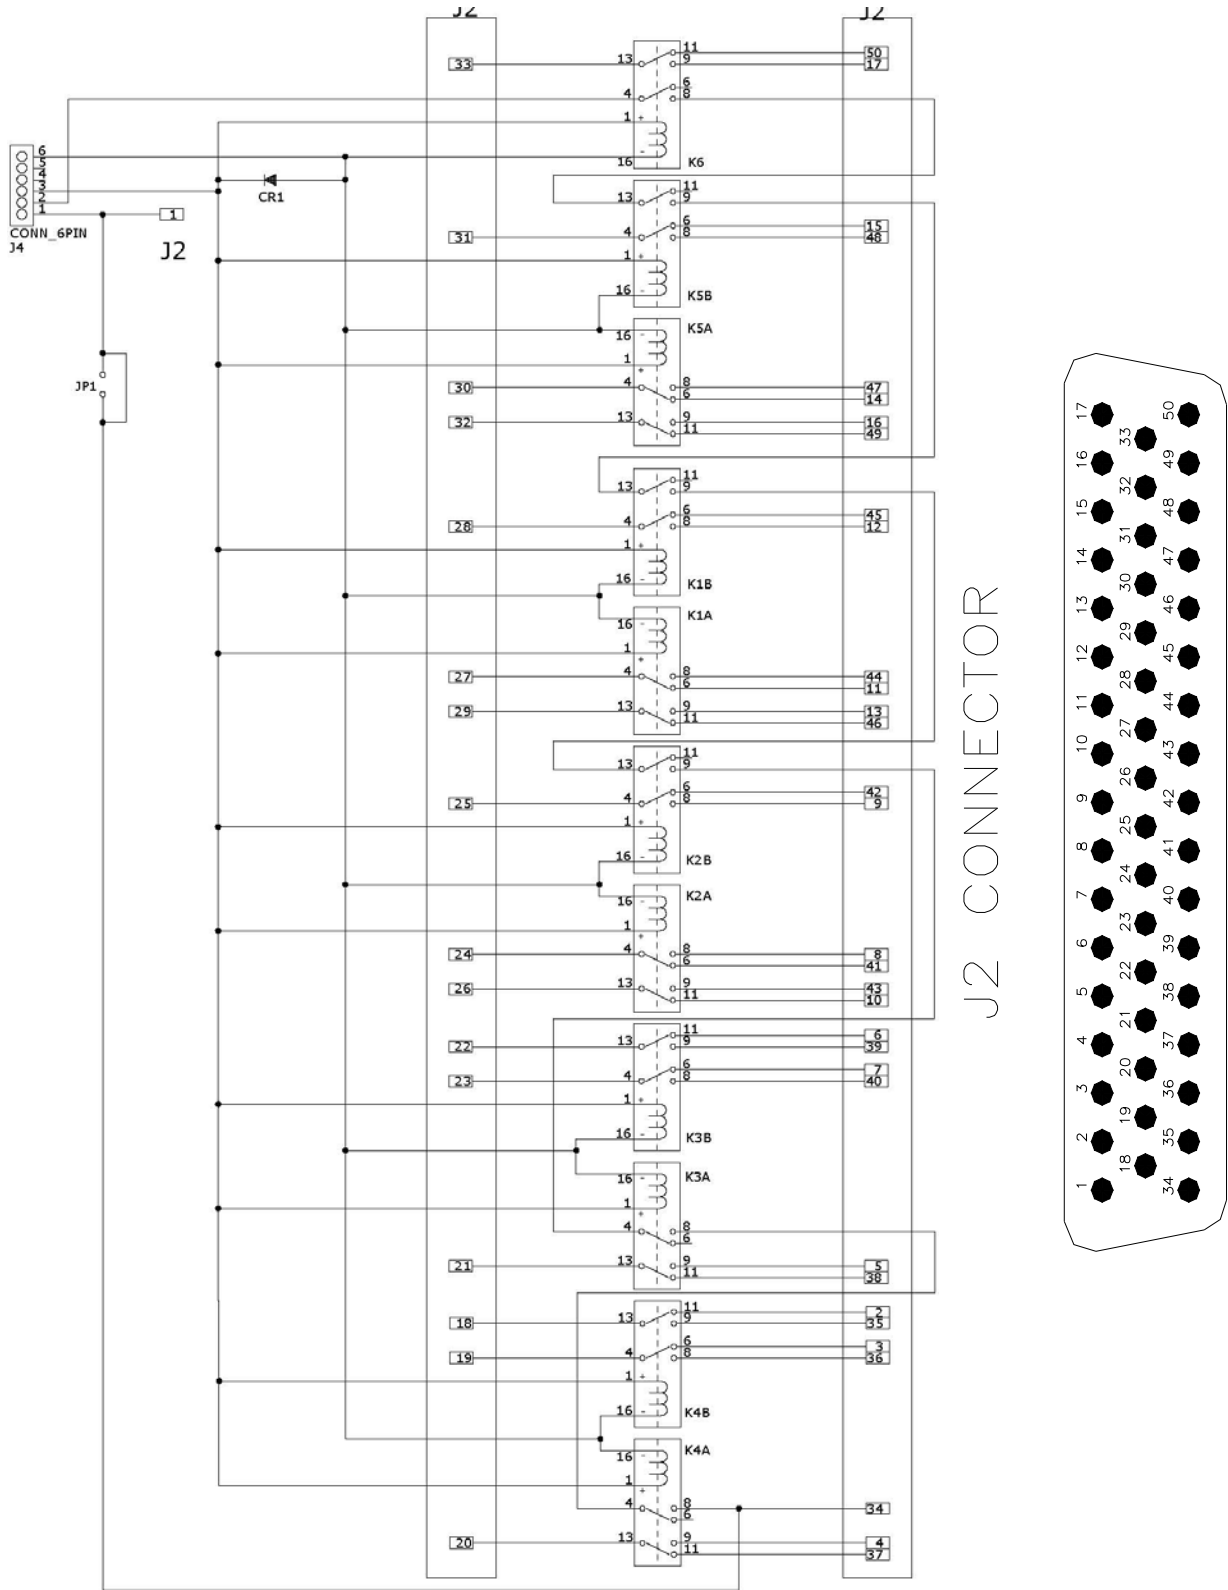 J2 J2
13 11 50
33 9 17
6
4 8
1 +
16 - K6
6
5
4
3
2
1
CONN_6PIN
J4
CR1
1
J2
13 11
9
6 15
31 4 8 48
1 +
16 - K5B
16 - K5A
1
+
JP1
30 4 8 47
6 14
32 13 9 16
11 49
13 11
9
6 45
28 4 8 12
1 +
16 - K1B
16 - K1A
1
+
27 4 8 44
6 11
29 13 9 13
11 46
13 11
9
6 42
25 4 8 9
1 +
16 - K2B
16 - K2A
1
+
24 4 8 8
6 41
26 13 9 43
11 10
11 6
22 13 9 39
6 7
23 4 8 40
1 +
16 - K3B
16 - K3A
1
+
4 8
6
21 13 9 5
11 38
11 2
18 13 9 35
6 3
19 4 8 36
1 +
16 - K4B
16 - K4A
1
+
4 8 34
6
20 13 9 4
11 37
J2 CONNECTOR
17 33 50
16 32 49
15 31 48
14 30 47
13 29 46
12 28 45
11 27 44
10 26 43
9 25 42
8 24 41
7 23 40
6 22 39
5 21 38
4 20 37
3 19 36
2 18 35
1 34